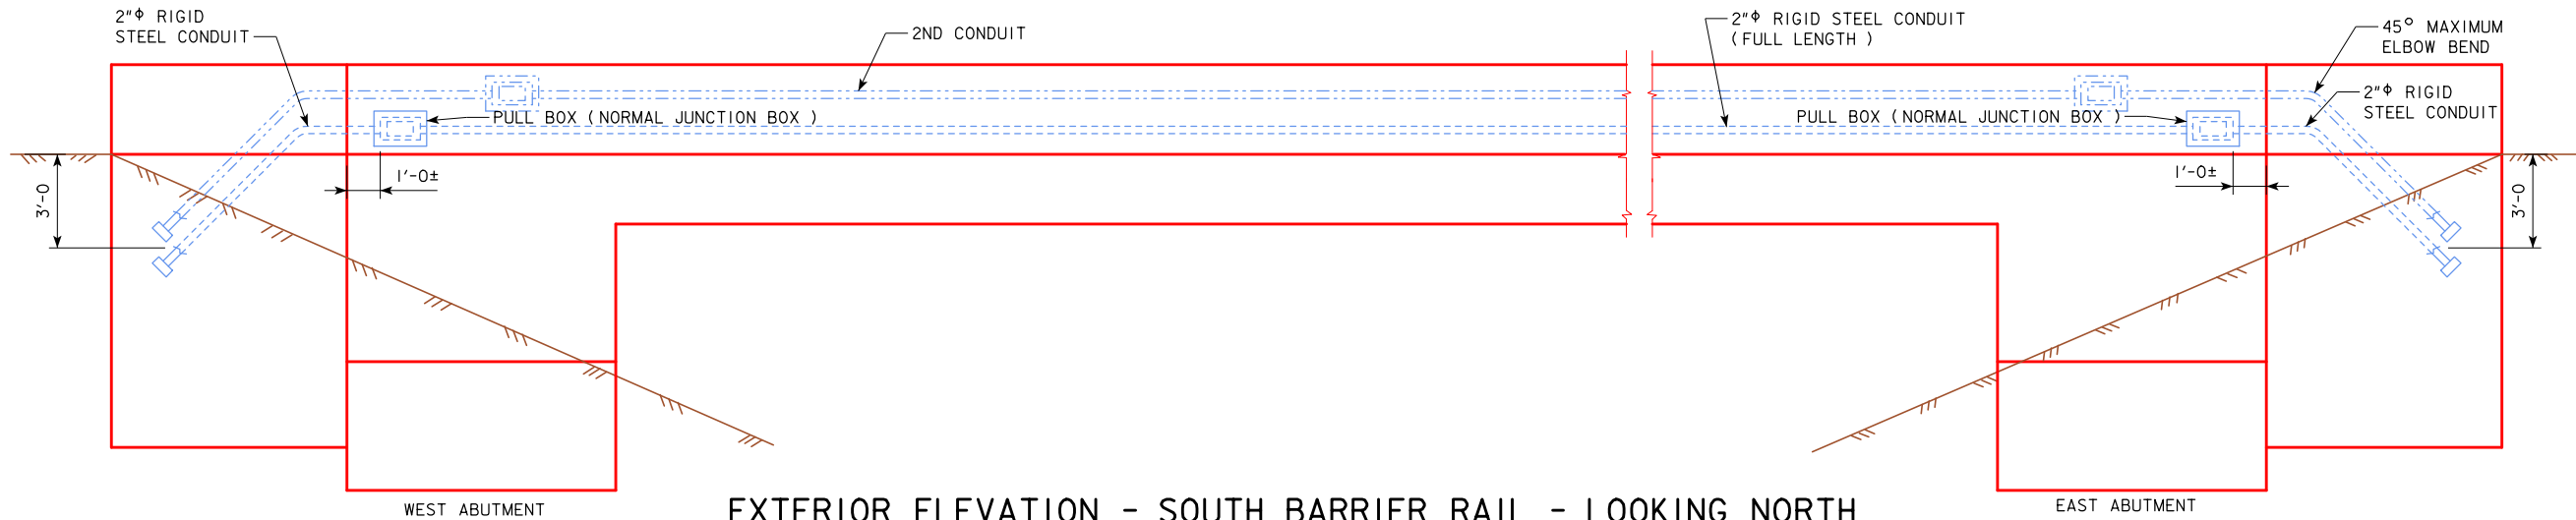 2"φ RIGID
STEEL CONDUIT
2ND CONDUIT
2"φ RIGID STEEL CONDUIT
( FULL LENGTH )
45° MAXIMUM
ELBOW BEND
2"φ RIGID
STEEL CONDUIT
PULL BOX ( NORMAL JUNCTION BOX )
PULL BOX ( NORMAL JUNCTION BOX )
3'-0
1'-0±
1'-0±
3'-0
WEST ABUTMENT
EXTERIOR ELEVATION - SOUTH BARRIER RAIL - LOOKING NORTH
EAST ABUTMENT